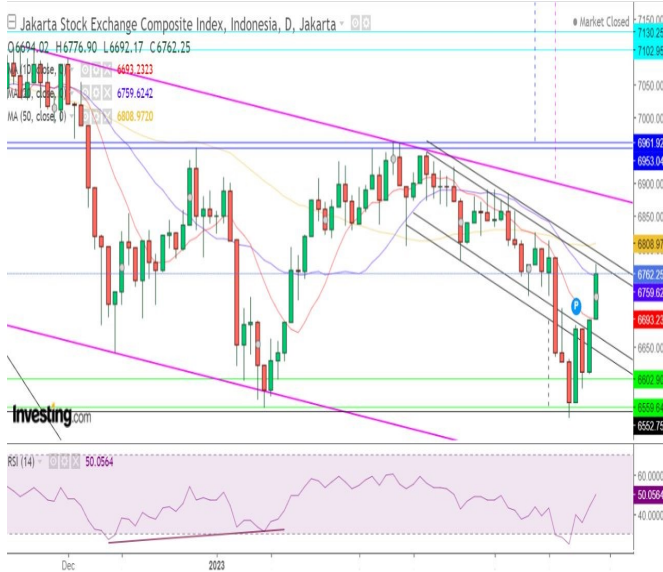 Jakarta Stock Exchange Composite Index, Indonesia, D, Jakarta
Market Closed
O6694.02 H6776.90 L6692.17 C6762.25
6693.2323
6759.6242
MA (50, close, 0) 6808.9720
7150.00
7130.25
7102.95
6961.92
6953.04
6900.00
6850.00
6808.97
6762.25
6759.62
6693.23
6650.00
6602.90
6559.64
6552.75
P
Investing.com
RSI (14) 50.0564
60.0000
50.0564
40.0000
Dec 2023